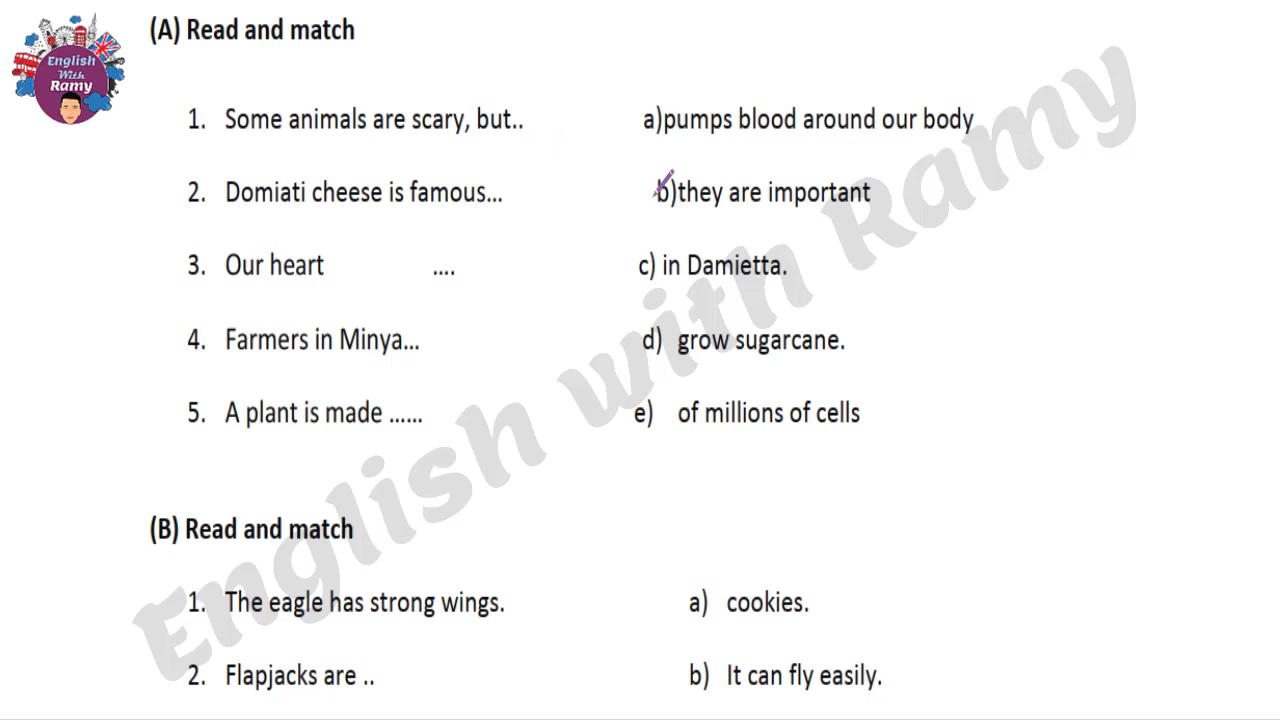 English
With
Ramy
(A) Read and match
1. Some animals are scary, but.. a)pumps blood around our body
2. Domiati cheese is famous... b)they are important
3. Our heart .... c) in Damietta.
4. Farmers in Minya... d) grow sugarcane.
5. A plant is made ...... e) of millions of cells
(B) Read and match
1. The eagle has strong wings. a) cookies.
2. Flapjacks are .. b) It can fly easily.
English with Ramy